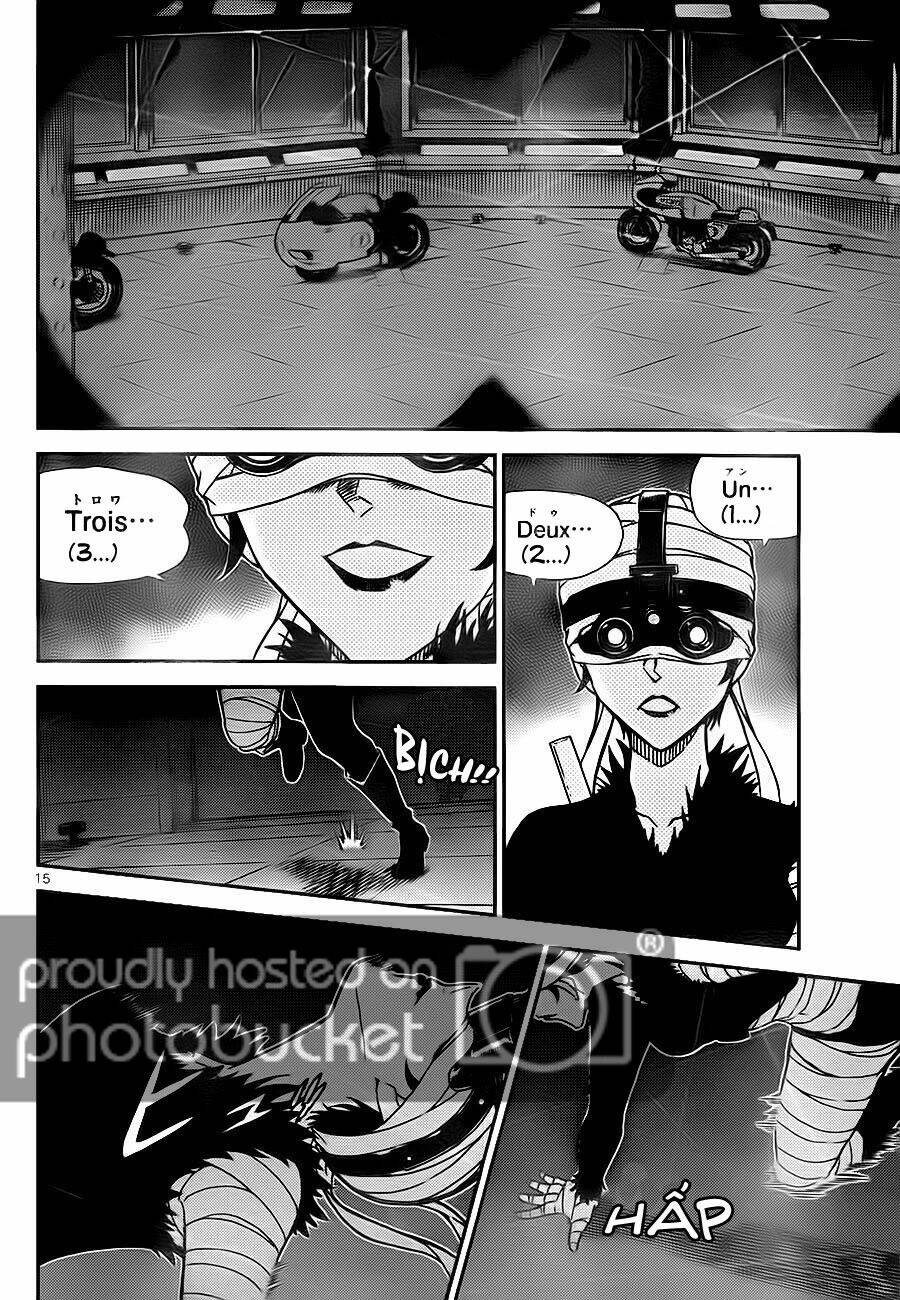 アン
Un…
(1...)
ドゥ
Deux…
(2...)
トロワ
Trois…
(3...)
BỊCH!!
15
proudly hosted on
photobucket
®
HẤP